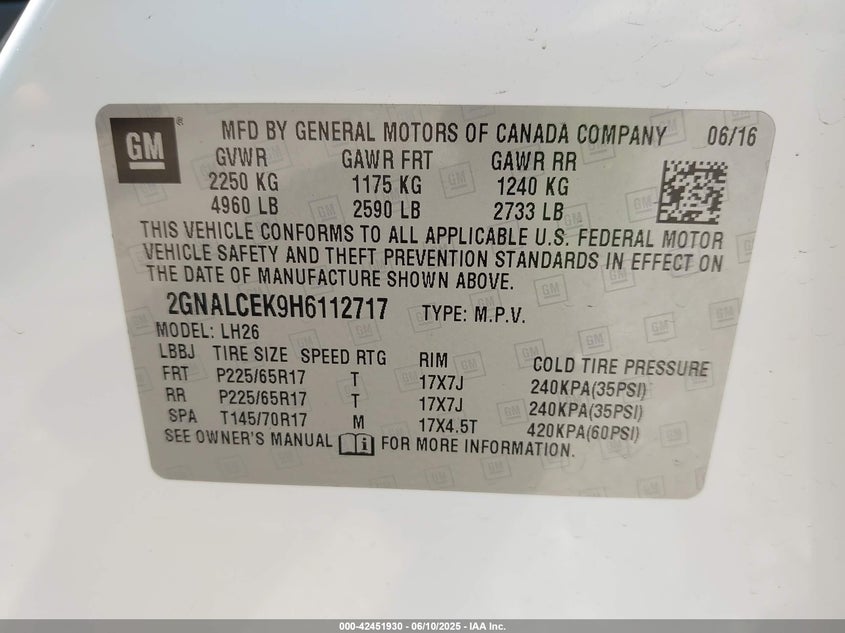 GM ® MFD BY GENERAL MOTORS OF CANADA COMPANY 06/16
GVWR GAWR FRT GAWR RR
2250 KG 1175 KG 1240 KG
4960 LB 2590 LB 2733 LB
THIS VEHICLE CONFORMS TO ALL APPLICABLE U.S. FEDERAL MOTOR
VEHICLE SAFETY AND THEFT PREVENTION STANDARDS IN EFFECT ON
THE DATE OF MANUFACTURE SHOWN ABOVE.
2GNALCEK9H6112717 TYPE: M.P.V.
MODEL: LH26
LBBJ TIRE SIZE SPEED RTG RIM COLD TIRE PRESSURE
FRT P225/65R17 T 17X7J 240KPA(35PSI)
RR P225/65R17 T 17X7J 240KPA(35PSI)
SPA T145/70R17 M 17X4.5T 420KPA(60PSI)
SEE OWNER'S MANUAL i FOR MORE INFORMATION.
000-42451930 - 06/10/2025 - IAA Inc.